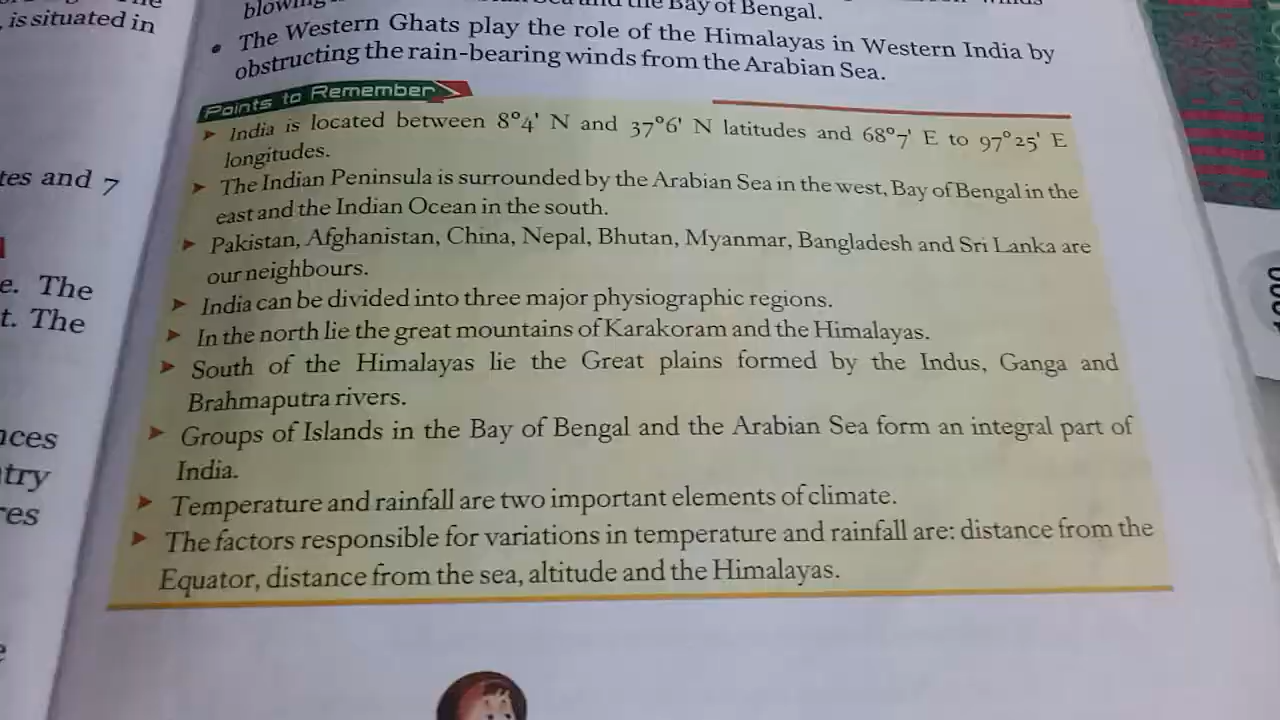 is situated in
tes and 7
e. The
t. The
try
blowing
the Bay of Bengal.
• The Western Ghats play the role of the Himalayas in Western India by
obstructing the rain-bearing winds from the Arabian Sea.
Points to Remember
➤ India is located between 8°4' N and 37°6' N latitudes and 68°7' E to 97°25' E
longitudes.
➤ The Indian Peninsula is surrounded by the Arabian Sea in the west, Bay of Bengal in the
east and the Indian Ocean in the south.
➤ Pakistan, Afghanistan, China, Nepal, Bhutan, Myanmar, Bangladesh and Sri Lanka are
our neighbours.
➤ India can be divided into three major physiographic regions.
➤ In the north lie the great mountains of Karakoram and the Himalayas.
➤ South of the Himalayas lie the Great plains formed by the Indus, Ganga and
Brahmaputra rivers.
➤ Groups of Islands in the Bay of Bengal and the Arabian Sea form an integral part of
India.
➤ Temperature and rainfall are two important elements of climate.
➤ The factors responsible for variations in temperature and rainfall are: distance from the
Equator, distance from the sea, altitude and the Himalayas.